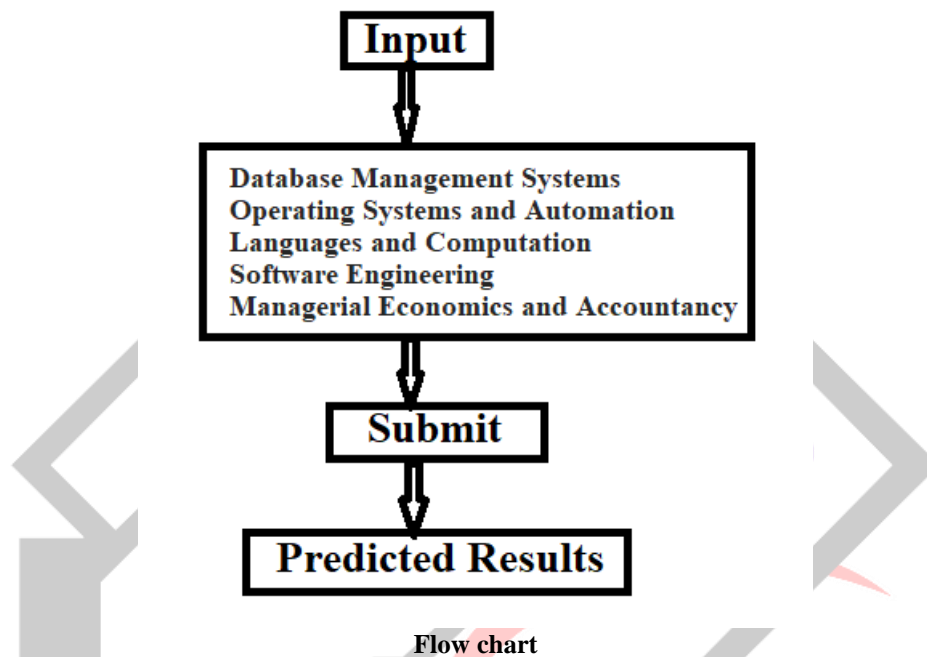 Input
Database Management Systems
Operating Systems and Automation
Languages and Computation
Software Engineering
Managerial Economics and Accountancy
Submit
Predicted Results
Flow chart